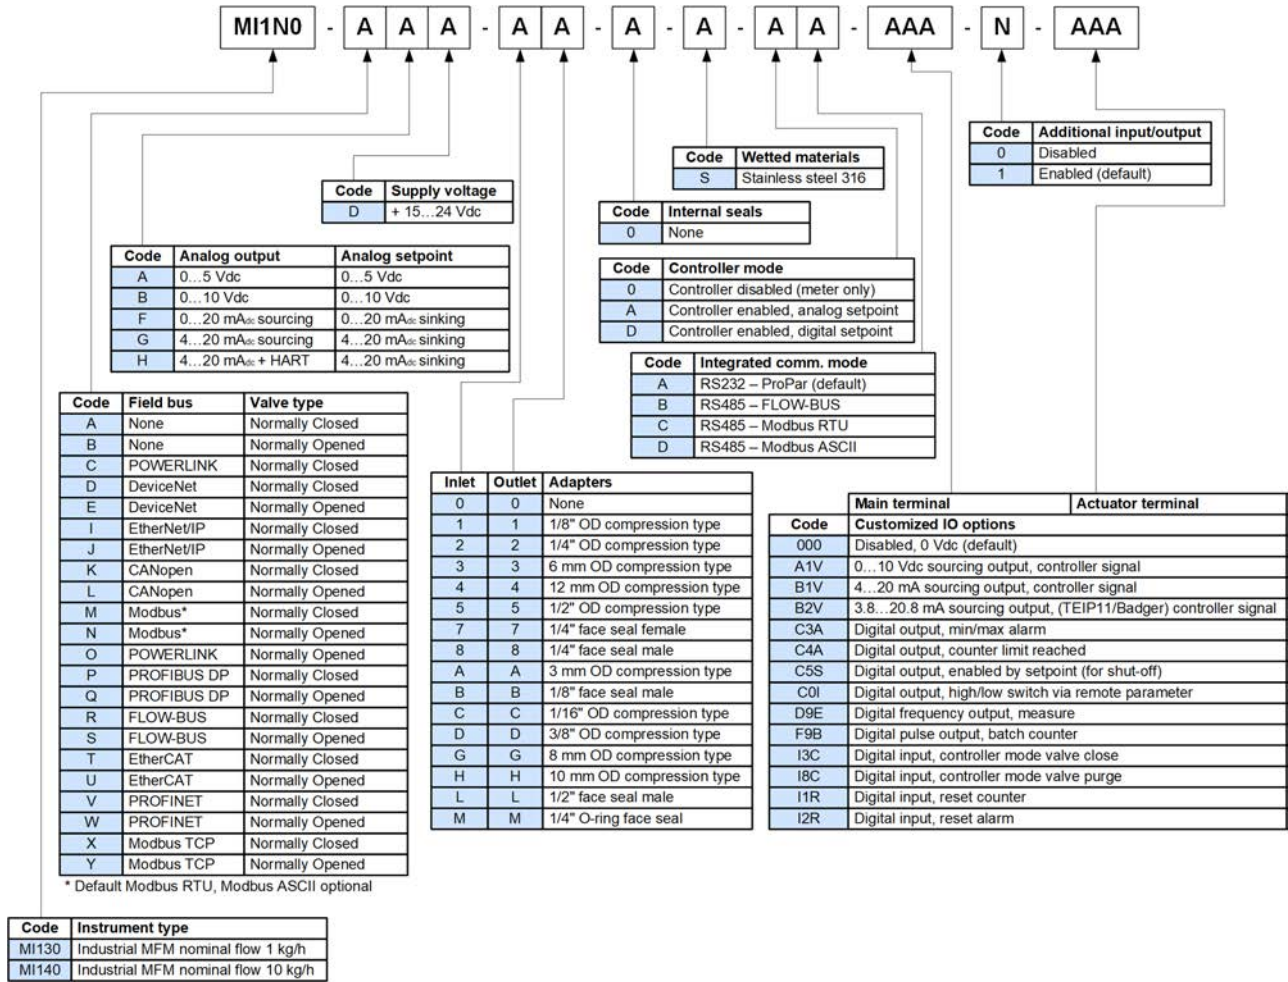 MI1N0 - A A A - A A - A - A - A A - AAA - N - AAA
Code Additional input/output
0 Disabled
1 Enabled (default)
Code Wetted materials
S Stainless steel 316
Code Supply voltage
D + 15...24 Vdc
Code Internal seals
0 None
Code Analog output Analog setpoint
A 0...5 Vdc 0...5 Vdc
B 0...10 Vdc 0...10 Vdc
F 0...20 mAdc sourcing 0...20 mAdc sinking
G 4...20 mAdc sourcing 4...20 mAdc sinking
H 4...20 mAdc + HART 4...20 mAdc sinking
Code Controller mode
0 Controller disabled (meter only)
A Controller enabled, analog setpoint
D Controller enabled, digital setpoint
Code Integrated comm. mode
A RS232 – ProPar (default)
B RS485 – FLOW-BUS
C RS485 – Modbus RTU
D RS485 – Modbus ASCII
Code Field bus Valve type
A None Normally Closed
B None Normally Opened
C POWERLINK Normally Closed
D DeviceNet Normally Closed
E DeviceNet Normally Opened
I EtherNet/IP Normally Closed
J EtherNet/IP Normally Opened
K CANopen Normally Closed
L CANopen Normally Opened
M Modbus* Normally Closed
N Modbus* Normally Opened
O POWERLINK Normally Opened
P PROFIBUS DP Normally Closed
Q PROFIBUS DP Normally Opened
R FLOW-BUS Normally Closed
S FLOW-BUS Normally Opened
T EtherCAT Normally Closed
U EtherCAT Normally Opened
V PROFINET Normally Closed
W PROFINET Normally Opened
X Modbus TCP Normally Closed
Y Modbus TCP Normally Opened
* Default Modbus RTU, Modbus ASCII optional
Inlet Outlet Adapters
0 0 None
1 1 1/8" OD compression type
2 2 1/4" OD compression type
3 3 6 mm OD compression type
4 4 12 mm OD compression type
5 5 1/2" OD compression type
7 7 1/4" face seal female
8 8 1/4" face seal male
A A 3 mm OD compression type
B B 1/8" face seal male
C C 1/16" OD compression type
D D 3/8" OD compression type
G G 8 mm OD compression type
H H 10 mm OD compression type
L L 1/2" face seal male
M M 1/4" O-ring face seal
Main terminal Actuator terminal
Code Customized IO options
000 Disabled, 0 Vdc (default)
A1V 0...10 Vdc sourcing output, controller signal
B1V 4...20 mA sourcing output, controller signal
B2V 3.8...20.8 mA sourcing output, (TEIP11/Badger) controller signal
C3A Digital output, min/max alarm
C4A Digital output, counter limit reached
C5S Digital output, enabled by setpoint (for shut-off)
C0I Digital output, high/low switch via remote parameter
D9E Digital frequency output, measure
F9B Digital pulse output, batch counter
I3C Digital input, controller mode valve close
I8C Digital input, controller mode valve purge
I1R Digital input, reset counter
I2R Digital input, reset alarm
Code Instrument type
MI130 Industrial MFM nominal flow 1 kg/h
MI140 Industrial MFM nominal flow 10 kg/h